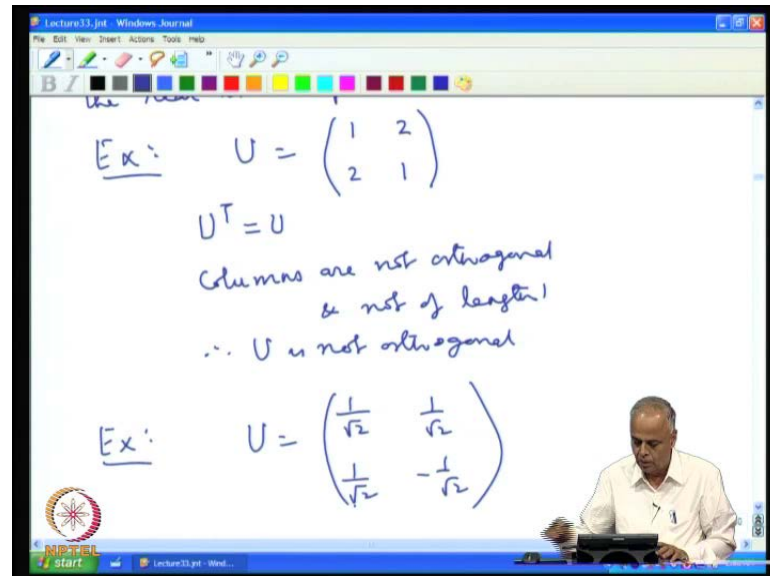 Lecture33.jnt - Windows Journal
File Edit View Insert Actions Tools Help
B I
the
Ex: U = ( 1 2
2 1 )
U^T = U
Columns are not orthogonal
& not of length 1
∴ U is not orthogonal
Ex: U = ( 1/√2 1/√2
1/√2 -1/√2 )
NPTEL
start Lecture33.jnt - Wind...